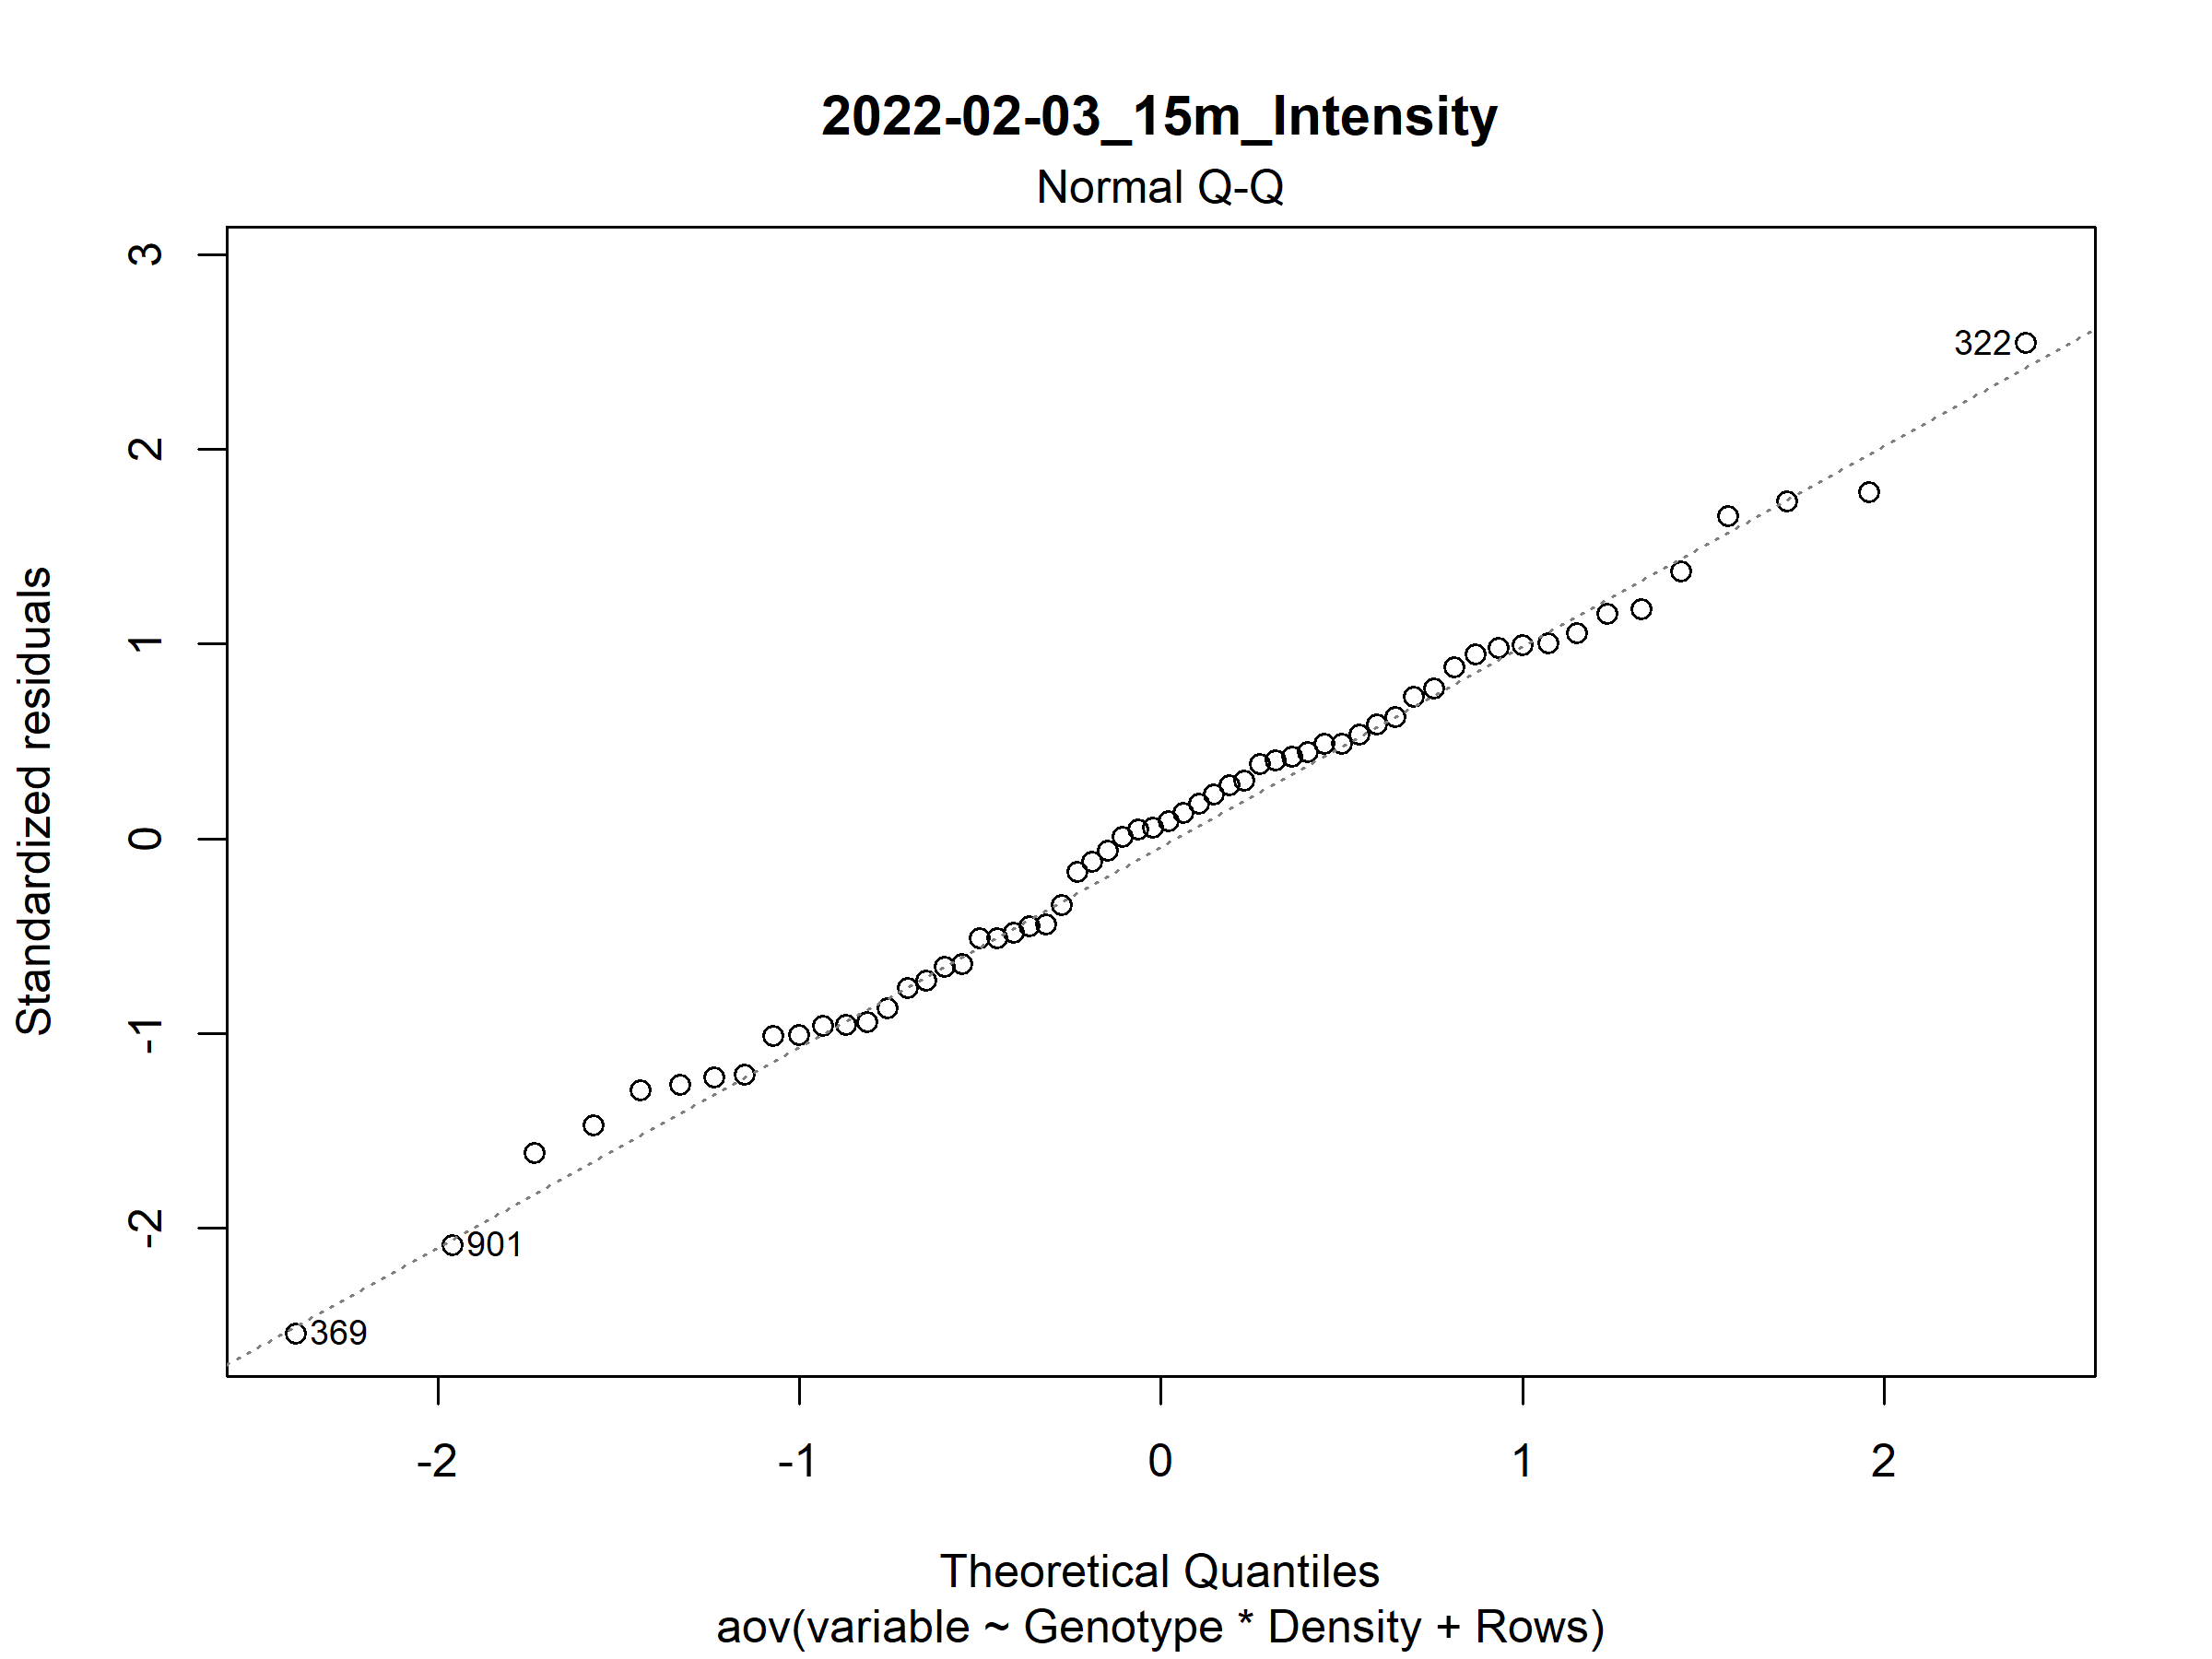 2022-02-03_15m_Intensity
Normal Q-Q
3
2
1
0
-1
-2
Standardized residuals
322
901
369
-2 -1 0 1 2
Theoretical Quantiles
aov(variable ~ Genotype * Density + Rows)